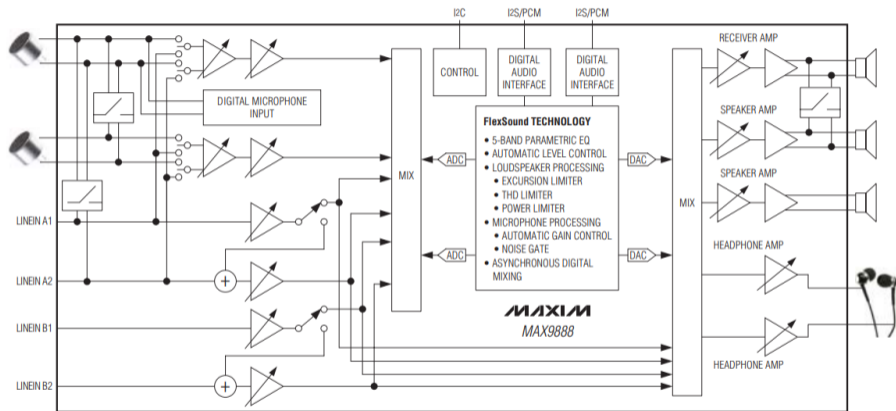 I2C
I2S/PCM
I2S/PCM
CONTROL
DIGITAL
AUDIO
INTERFACE
DIGITAL
AUDIO
INTERFACE
RECEIVER AMP
DIGITAL MICROPHONE
INPUT
FlexSound TECHNOLOGY
• 5-BAND PARAMETRIC EQ
• AUTOMATIC LEVEL CONTROL
• LOUDSPEAKER PROCESSING
• EXCURSION LIMITER
• THD LIMITER
• POWER LIMITER
• MICROPHONE PROCESSING
• AUTOMATIC GAIN CONTROL
• NOISE GATE
• ASYNCHRONOUS DIGITAL
MIXING
MIX
ADC
ADC
DAC
DAC
MIX
SPEAKER AMP
SPEAKER AMP
HEADPHONE AMP
HEADPHONE AMP
LINEIN A1
LINEIN A2
LINEIN B1
LINEIN B2
+
+
MAXIM
MAX9888